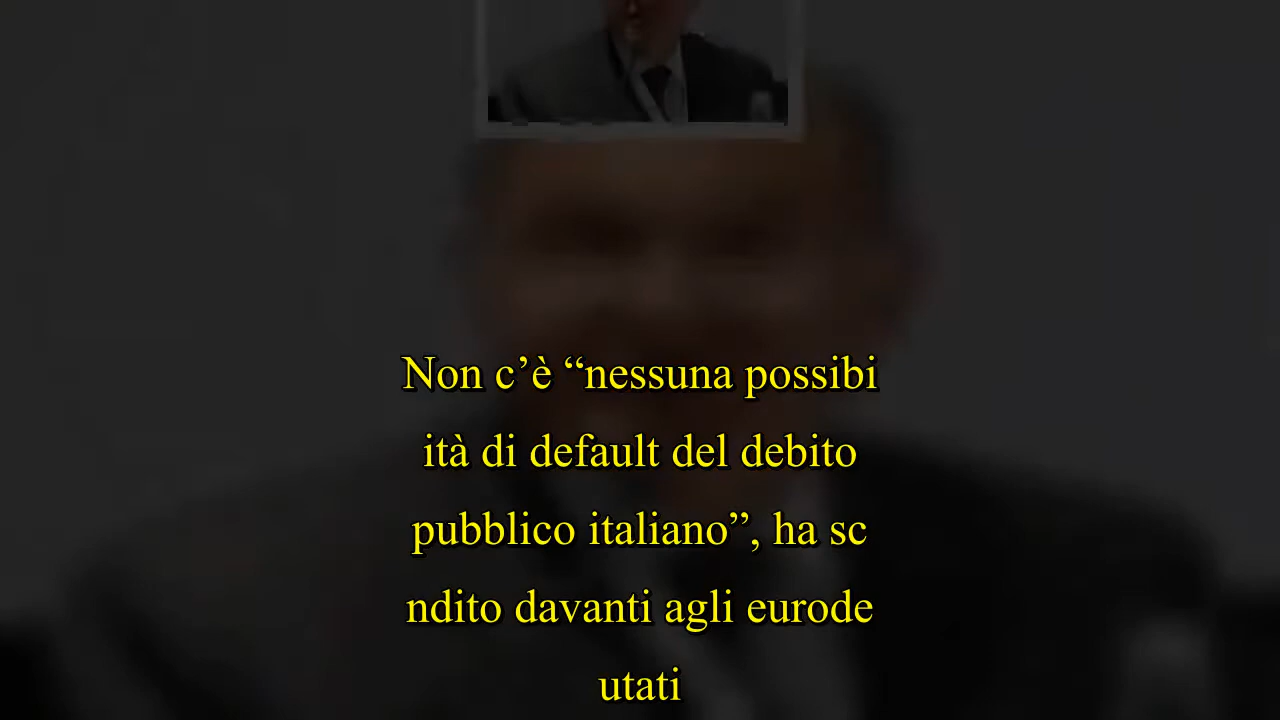 Non c’è “nessuna possibi
ità di default del debito
pubblico italiano”, ha sc
ndito davanti agli eurode
utati